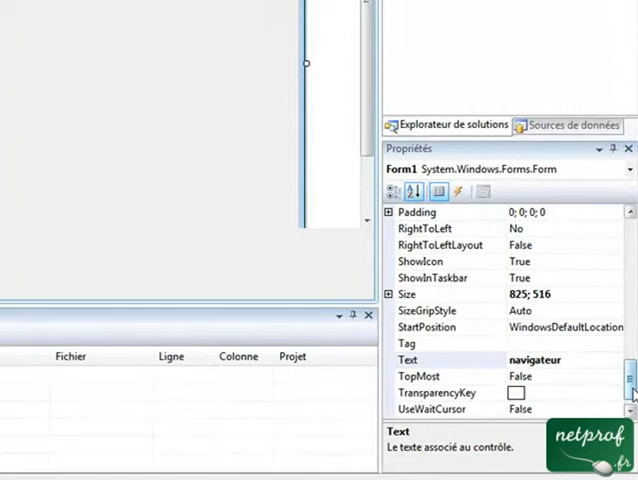 Explorateur de solutions Sources de données
Propriétés
Form1 System.Windows.Forms.Form
Padding 0; 0; 0; 0
RightToLeft No
RightToLeftLayout False
ShowIcon True
ShowInTaskbar True
Size 825; 516
SizeGripStyle Auto
StartPosition WindowsDefaultLocation
Tag
Text navigateur
TopMost False
TransparencyKey
UseWaitCursor False
Text
Le texte associé au contrôle.
Fichier Ligne Colonne Projet
netprof
.fr